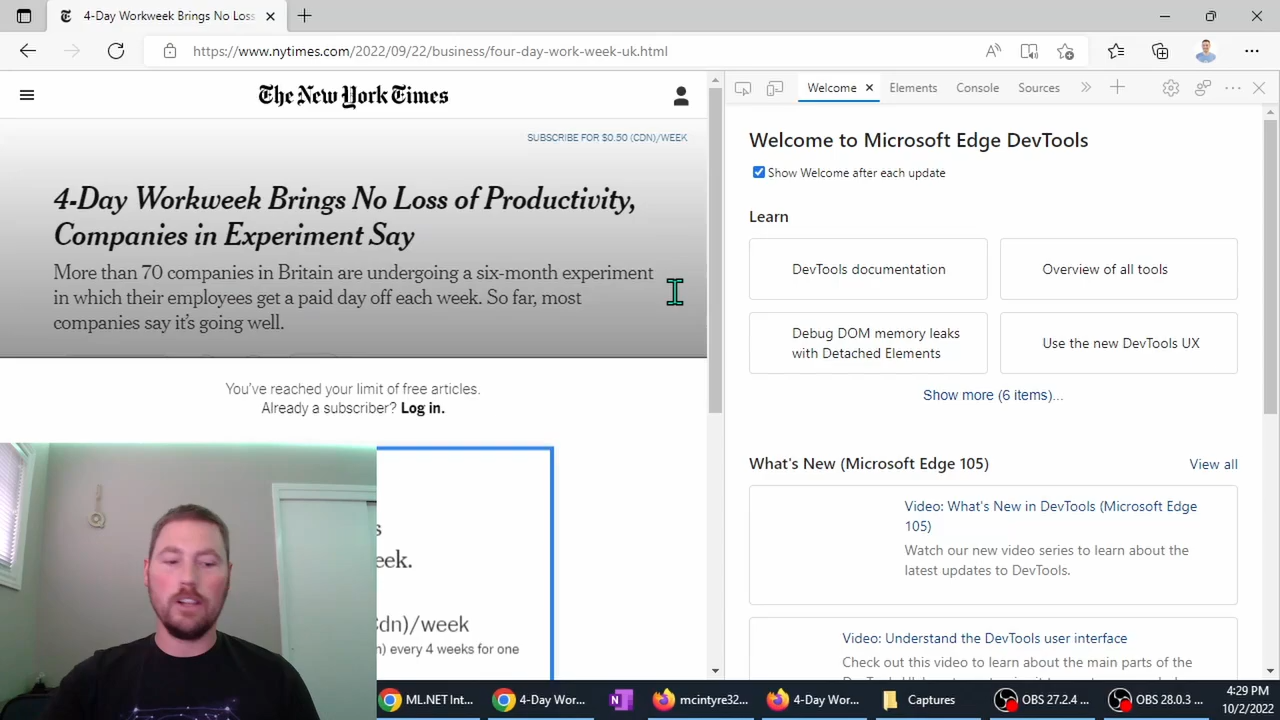 4-Day Workweek Brings No Loss
https://www.nytimes.com/2022/09/22/business/four-day-work-week-uk.html
The New York Times
SUBSCRIBE FOR $0.50 (CDN)/WEEK
4-Day Workweek Brings No Loss of Productivity,
Companies in Experiment Say
More than 70 companies in Britain are undergoing a six-month experiment
in which their employees get a paid day off each week. So far, most
companies say it's going well.
You've reached your limit of free articles.
Already a subscriber? Log in.
eek.
dn)/week
n) every 4 weeks for one
Welcome
Elements
Console
Sources
Welcome to Microsoft Edge DevTools
Show Welcome after each update
Learn
DevTools documentation
Overview of all tools
Debug DOM memory leaks
with Detached Elements
Use the new DevTools UX
Show more (6 items)...
What's New (Microsoft Edge 105)
View all
Video: What's New in DevTools (Microsoft Edge
105)
Watch our new video series to learn about the
latest updates to DevTools.
Video: Understand the DevTools user interface
Check out this video to learn about the main parts of the
ML.NET Int...
4-Day Wor...
mcintyre32...
4-Day Wor...
Captures
OBS 27.2.4 ...
OBS 28.0.3 ...
4:29 PM
10/2/2022